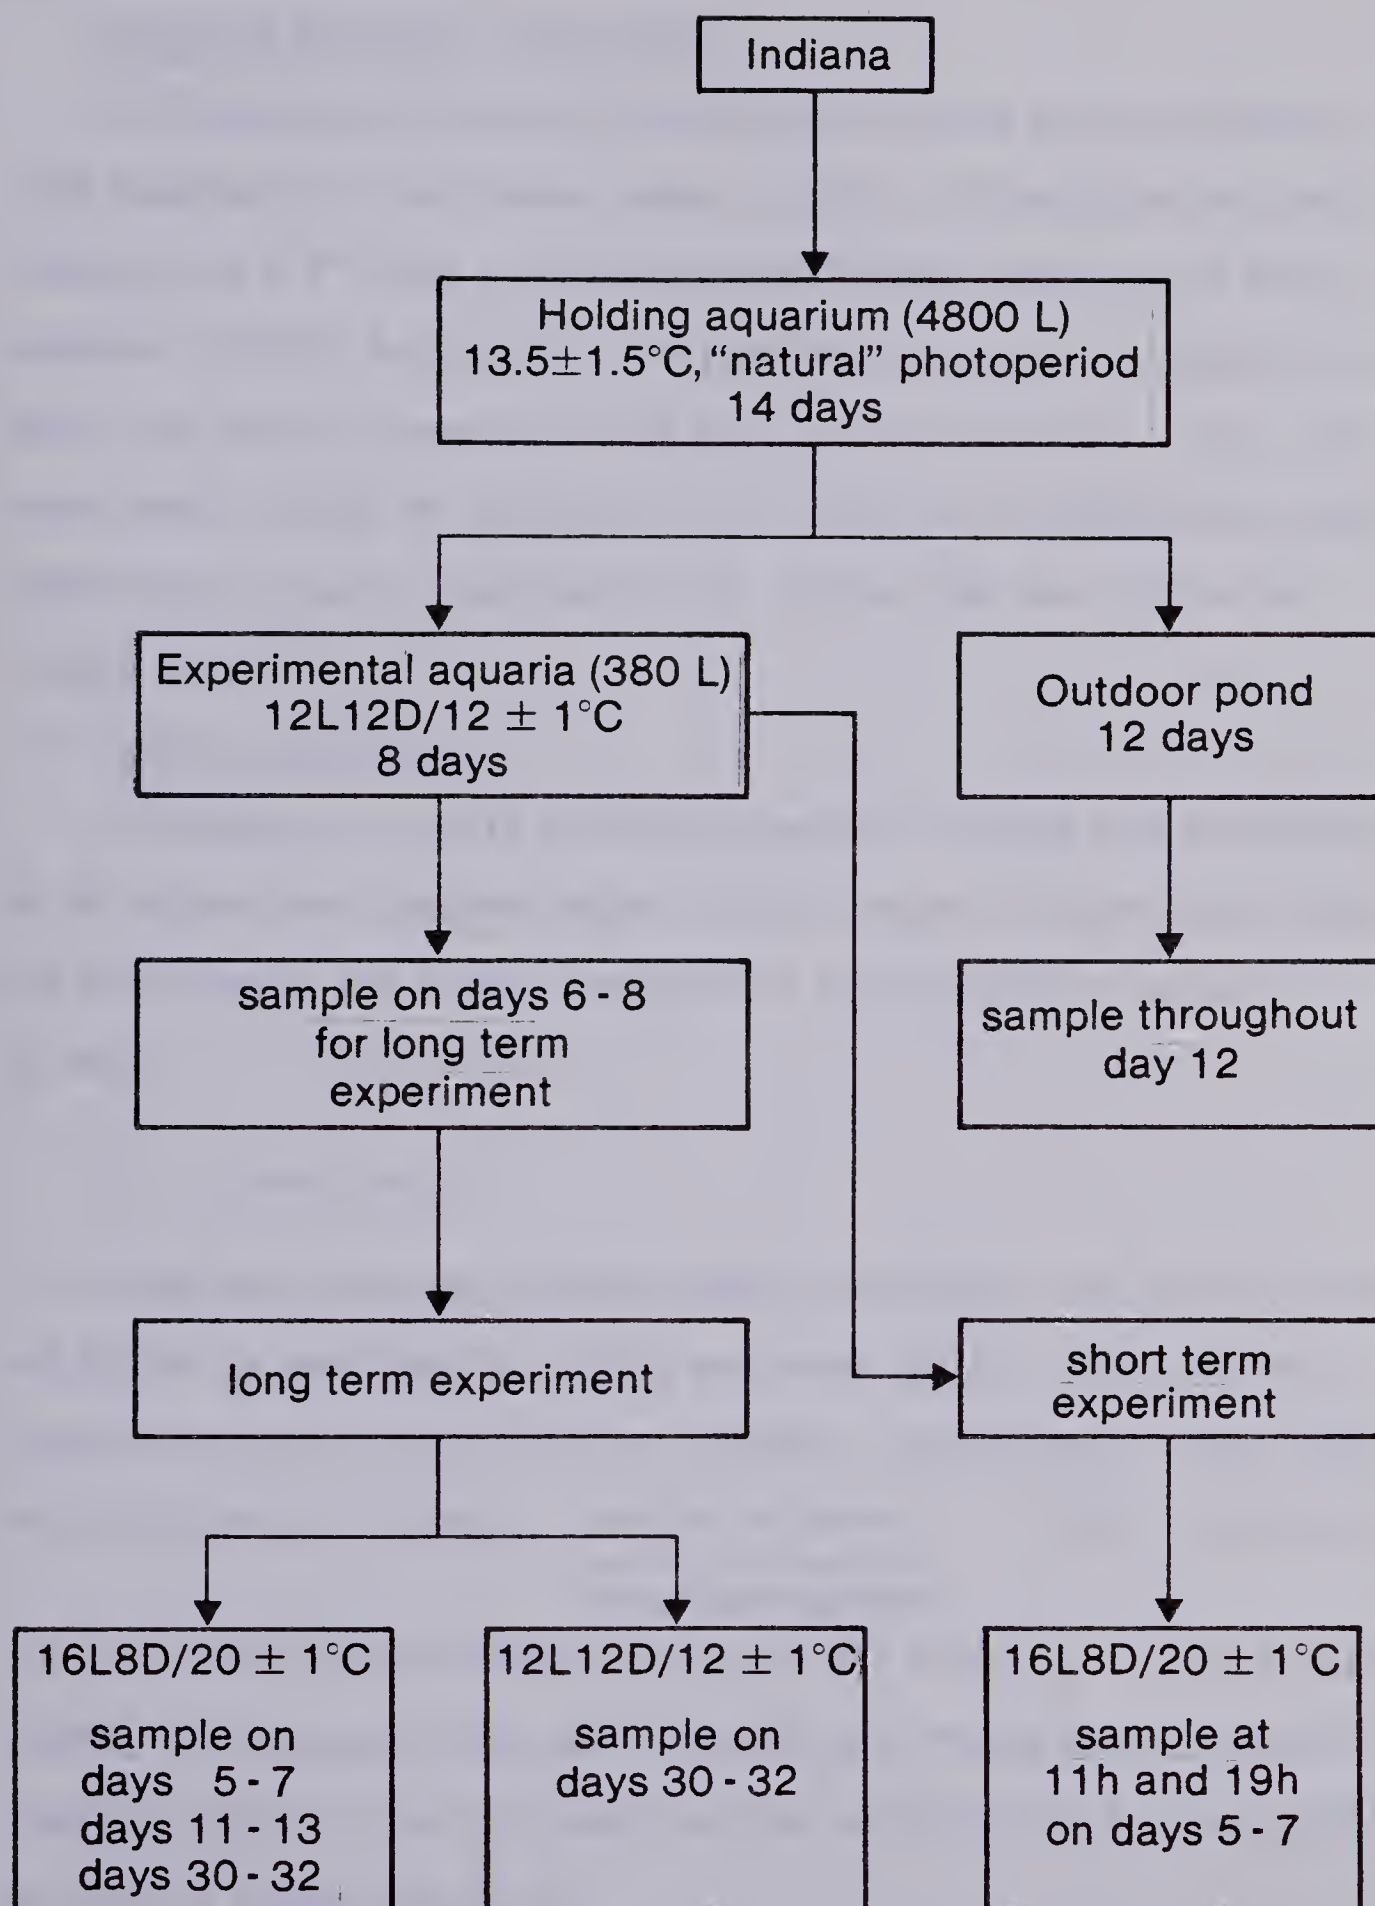 Indiana
Holding aquarium (4800 L)
13.5±1.5°C, “natural” photoperiod
14 days
Experimental aquaria (380 L)
12L12D/12 ± 1°C
8 days
Outdoor pond
12 days
sample on days 6 - 8
for long term
experiment
sample throughout
day 12
long term experiment
short term
experiment
16L8D/20 ± 1°C
sample on
days 5 - 7
days 11 - 13
days 30 - 32
12L12D/12 ± 1°C
sample on
days 30 - 32
16L8D/20 ± 1°C
sample at
11h and 19h
on days 5 - 7